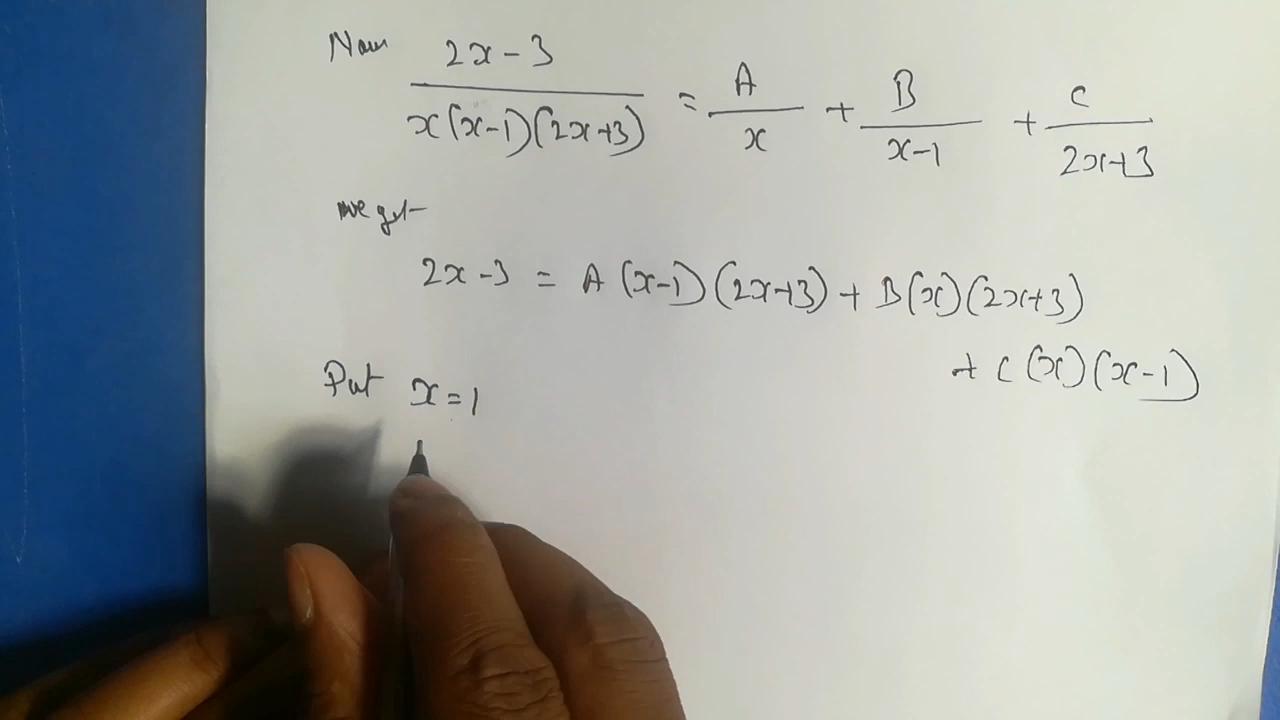 Now 2x-3 / x(x-1)(2x+3) = A/x + B/x-1 + C/2x+3
we get
2x-3 = A(x-1)(2x+3) + B(x)(2x+3)
+ C(x)(x-1)
Put x=1